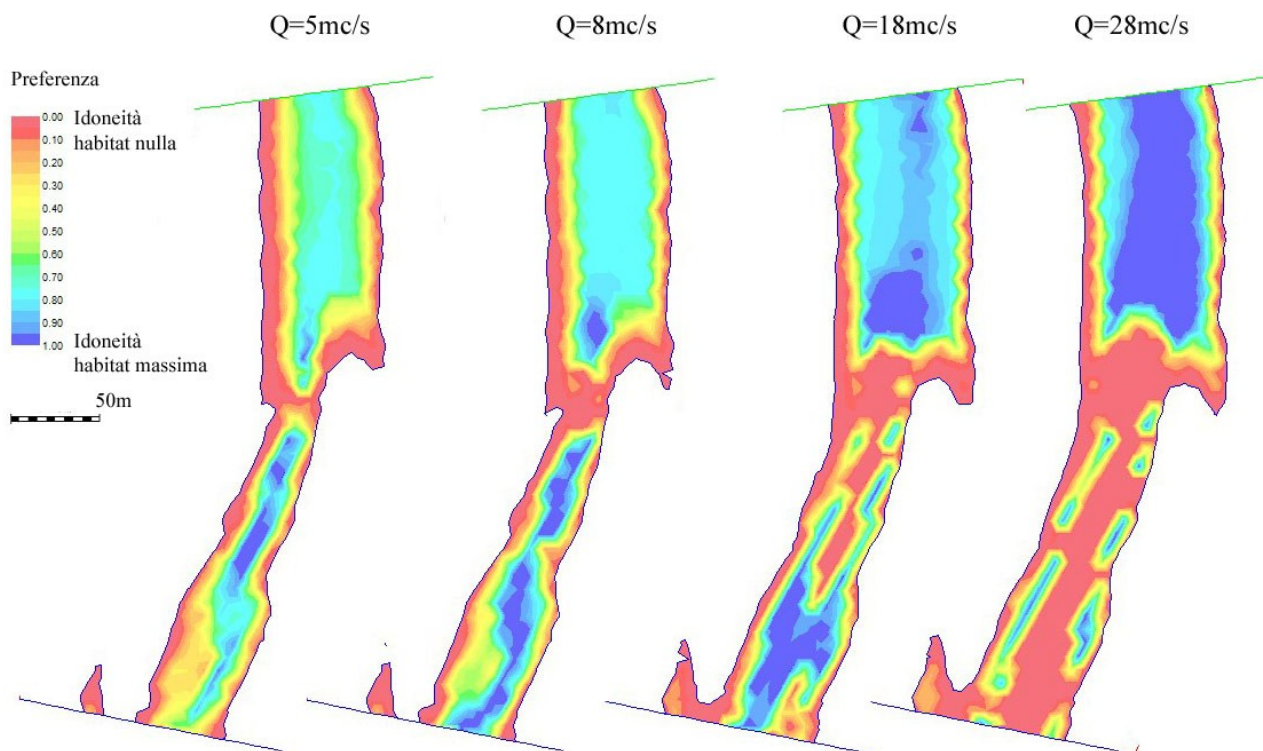 Q=5mc/s
Q=8mc/s
Q=18mc/s
Q=28mc/s
Preferenza
0.00
0.10
0.20
0.30
0.40
0.50
0.60
0.70
0.80
0.90
1.00
Idoneità
habitat nulla
Idoneità
habitat massima
50m